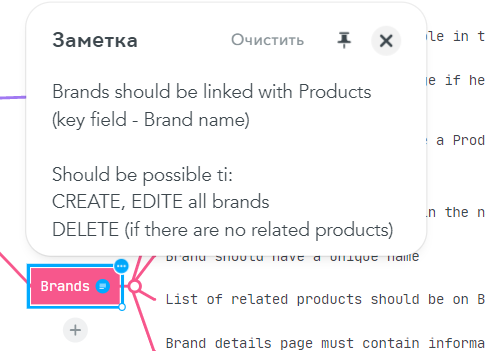 Заметка Очистить
Brands should be linked with Products
(key field - Brand name)
Should be possible ti:
CREATE, EDITE all brands
DELETE (if there are no related products)
in t
if he
a Prod
in the n
Brand should have a unique name
Brands
List of related products should be on B
Brand details page must contain informa